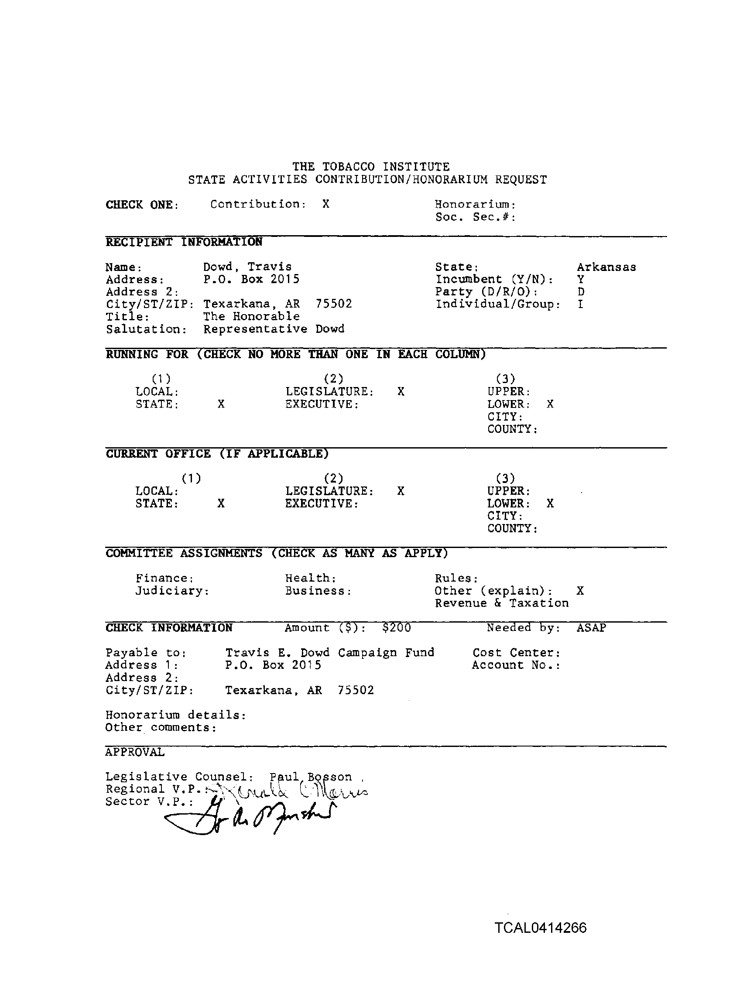 THE TOBACCO INSTITUTE
STATE ACTIVITIES CONTRIBUTION/HONORARIUM REQUEST
CHECK ONE: Contribution: X Honorarium:
Soc. Sec.#:
RECIPIENT INFORMATION
Name: Dowd, Travis State: Arkansas
Address: P.O. Box 2015 Incumbent (Y/N): Y
Address 2: Party (D/R/O): D
City/ST/ZIP: Texarkana, AR 75502 Individual/Group: I
Title: The Honorable
Salutation: Representative Dowd
RUNNING FOR (CHECK NO MORE THAN ONE IN EACH COLUMN)
(1) (2) (3)
LOCAL: LEGISLATURE: X UPPER:
STATE: X EXECUTIVE: LOWER: X
CITY:
COUNTY:
CURRENT OFFICE (IF APPLICABLE)
(1) (2) (3)
LOCAL: LEGISLATURE: X UPPER:
STATE: X EXECUTIVE: LOWER: X
CITY:
COUNTY:
COMMITTEE ASSIGNMENTS (CHECK AS MANY AS APPLY)
Finance: Health: Rules:
Judiciary: Business: Other (explain): X
Revenue & Taxation
CHECK INFORMATION Amount ($): $200 Needed by: ASAP
Payable to: Travis E. Dowd Campaign Fund Cost Center:
Address 1: P.O. Box 2015 Account No.:
Address 2:
City/ST/ZIP: Texarkana, AR 75502
Honorarium details:
Other comments:
APPROVAL
Legislative Counsel: Paul Bosson
Regional V.P.: C Morris
Sector V.P.:
TCAL0414266